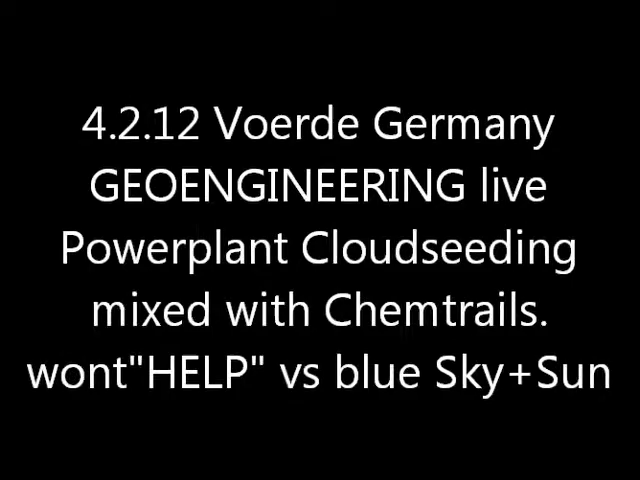 4.2.12 Voerde Germany
GEOENGINEERING live
Powerplant Cloudseeding
mixed with Chemtrails.
wont"HELP" vs blue Sky+Sun